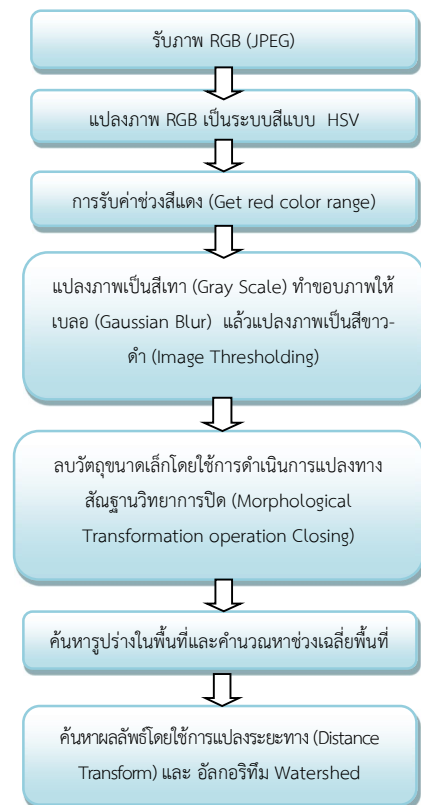 รับภาพ RGB (JPEG)
แปลงภาพ RGB เป็นระบบสีแบบ HSV
การรับค่าช่วงสีแดง (Get red color range)
แปลงภาพเป็นสีเทา (Gray Scale) ทำขอบภาพให้
เบลอ (Gaussian Blur) แล้วแปลงภาพเป็นสีขาว-
ดำ (Image Thresholding)
ลบวัตถุขนาดเล็กโดยใช้การดำเนินการแปลงทาง
สัณฐานวิทยาการปิด (Morphological
Transformation operation Closing)
ค้นหารูปร่างในพื้นที่และคำนวณหาช่วงเฉลี่ยพื้นที่
ค้นหาผลลัพธ์โดยใช้การแปลงระยะทาง (Distance
Transform) และ อัลกอริทึม Watershed